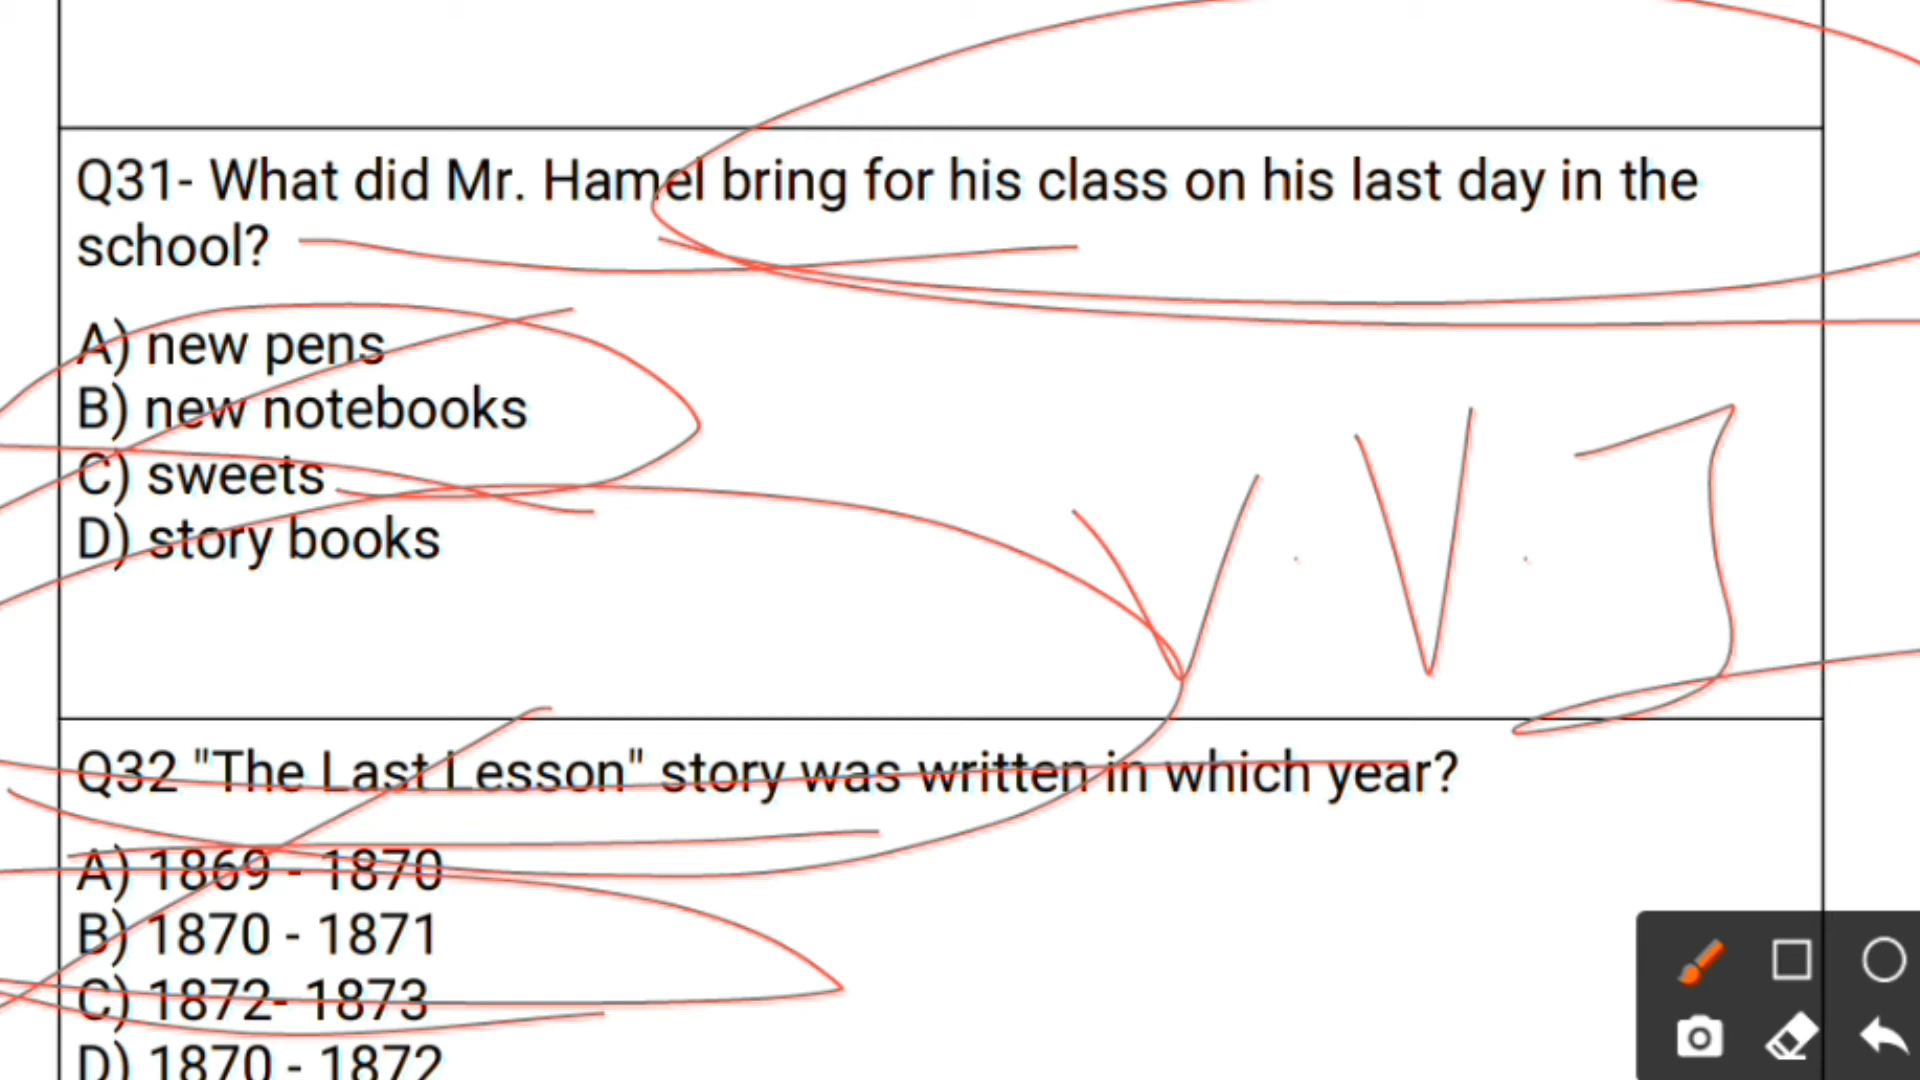 Q31- What did Mr. Hamel bring for his class on his last day in the
school?
A) new pens
B) new notebooks
C) sweets
D) story books
V. V. I
Q32 "The Last Lesson" story was written in which year?
A) 1869 - 1870
B) 1870 - 1871
C) 1872- 1873
D) 1870 - 1872